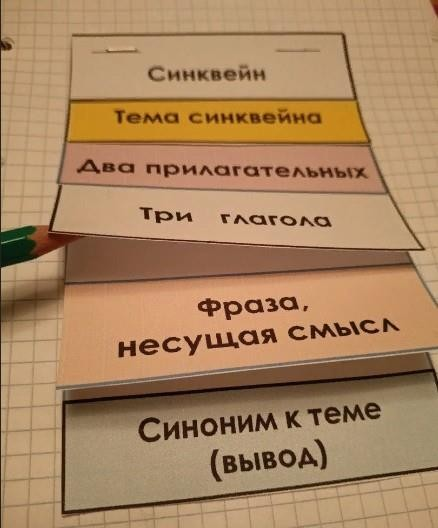 Синквейн
Тема синквейна
Два прилагательных
Три глагола
Фраза,
несущая смысл
Синоним к теме
(вывод)